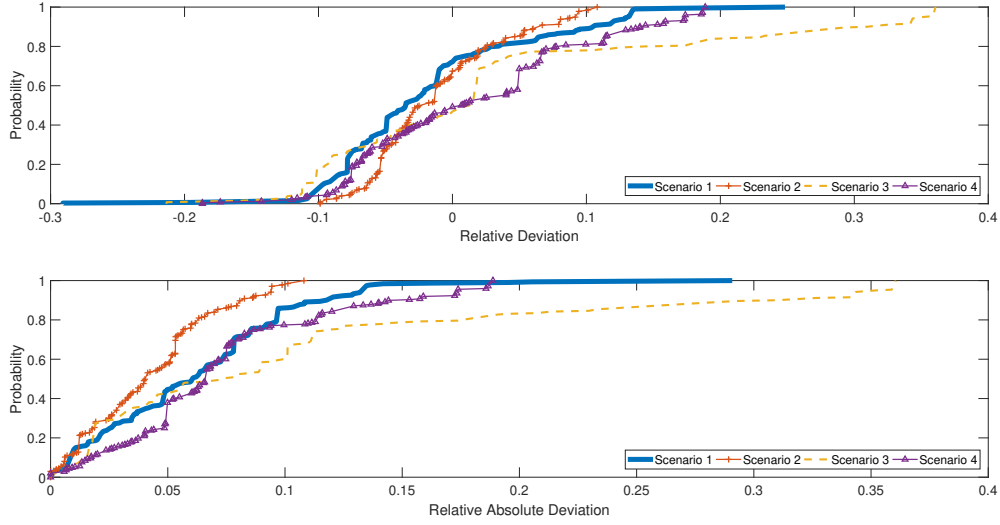 1
0.8
0.6
0.4
0.2
0
Probability
-0.3 -0.2 -0.1 0 0.1 0.2 0.3 0.4
Relative Deviation
Scenario 1 Scenario 2 Scenario 3 Scenario 4
1
0.8
0.6
0.4
0.2
0
Probability
0 0.05 0.1 0.15 0.2 0.25 0.3 0.35 0.4
Relative Absolute Deviation
Scenario 1 Scenario 2 Scenario 3 Scenario 4